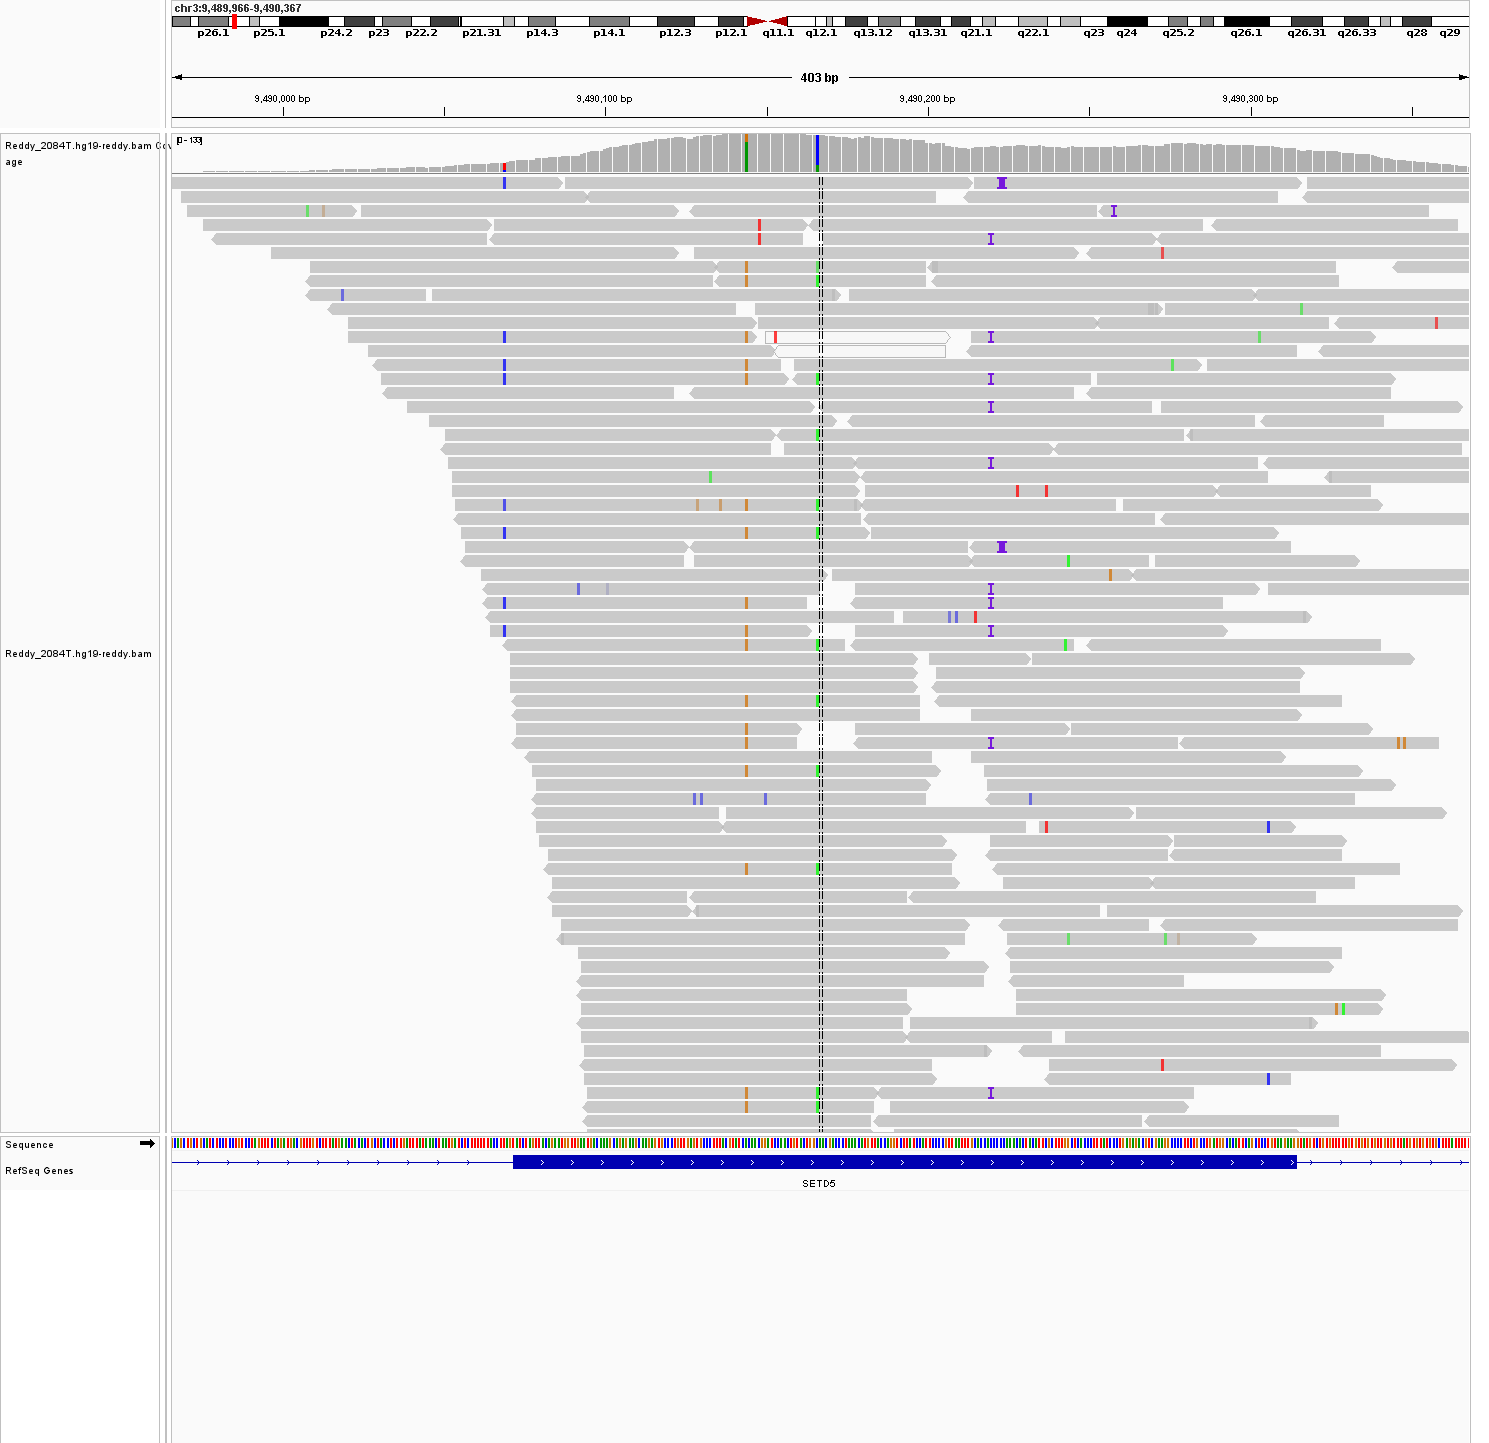 chr3:9,489,966-9,490,367
p26.1 p25.1 p24.2 p23 p22.2 p21.31 p14.3 p14.1 p12.3 p12.1 q11.1 q12.1 q13.12 q13.31 q21.1 q22.1 q23 q24 q25.2 q26.1 q26.31 q26.33 q28 q29
403 bp
9,490,000 bp 9,490,100 bp 9,490,200 bp 9,490,300 bp
Reddy_2084T.hg19-reddy.bam Cov
age
[0 - 133]
Reddy_2084T.hg19-reddy.bam
Sequence
RefSeq Genes
SETD5